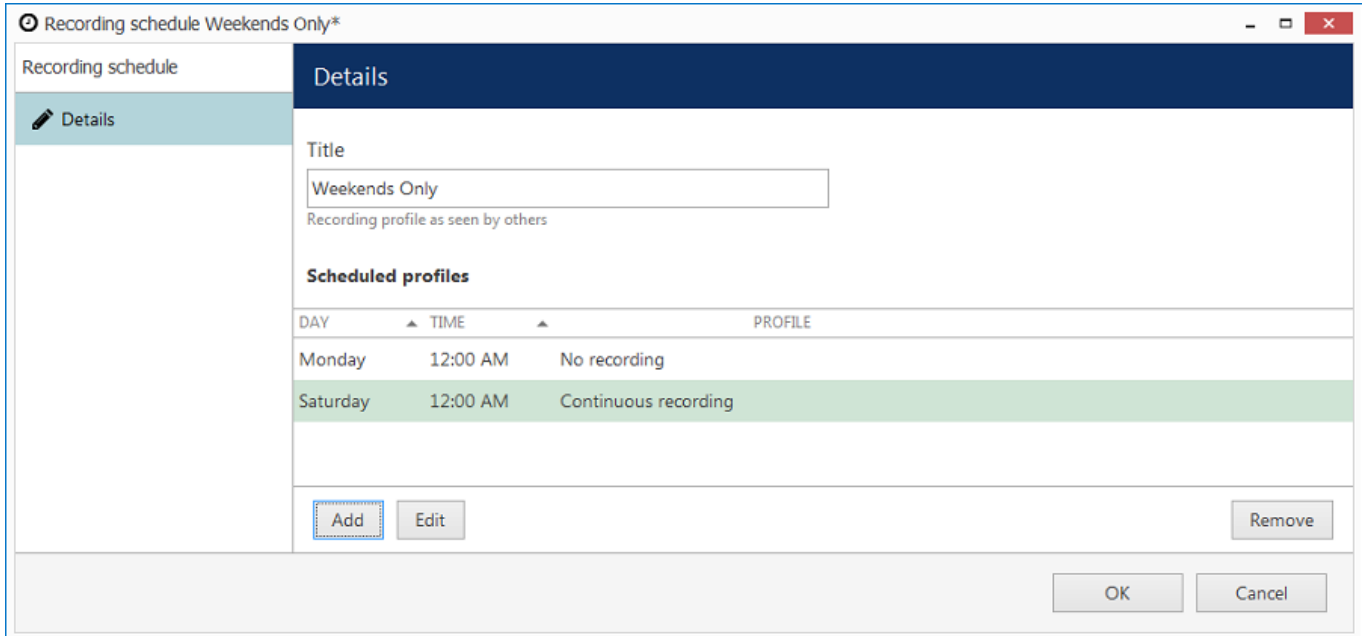 Recording schedule Weekends Only*
Recording schedule
Details
Details
Title
Weekends Only
Recording profile as seen by others
Scheduled profiles
DAY TIME PROFILE
Monday 12:00 AM No recording
Saturday 12:00 AM Continuous recording
Add Edit Remove
OK Cancel